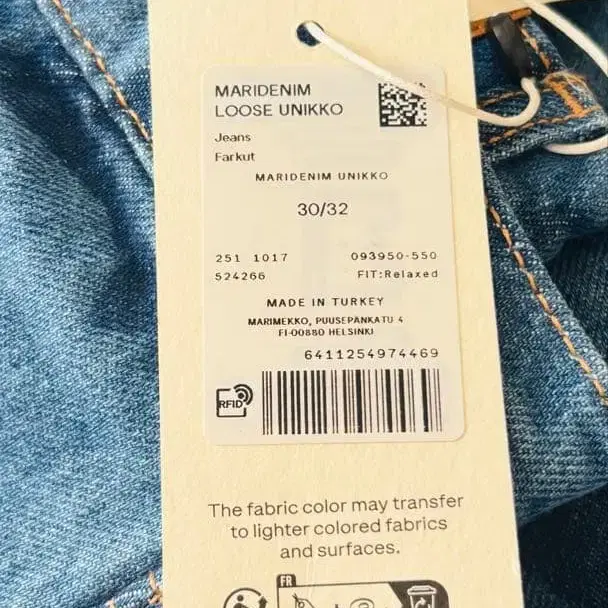 MARIDENIM
LOOSE UNIKKO
Jeans
Farkut
MARIDENIM UNIKKO
30/32
251 1017 093950-550
524266 FIT:Relaxed
MADE IN TURKEY
MARIMEKKO, PUUSEPÄNKATU 4
FI-00880 HELSINKI
6411254974469
RFID
The fabric color may transfer
to lighter colored fabrics
and surfaces.
FR